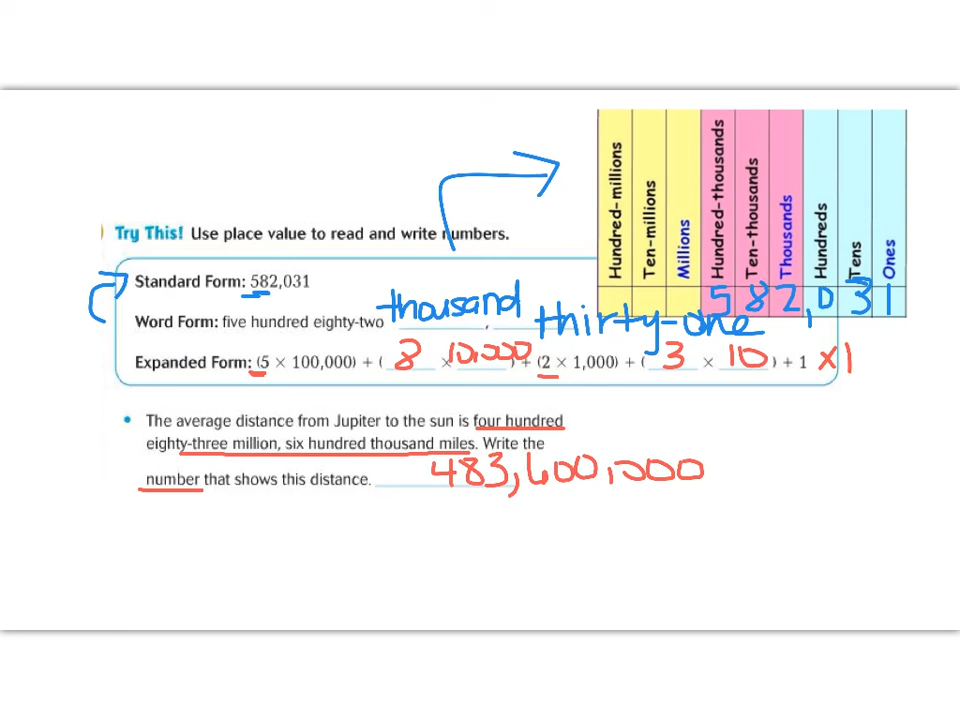 Hundred-millions
Ten-millions
Millions
Hundred-thousands
Ten-thousands
Thousands
Hundreds
Tens
Ones
5 8 2, 0 3 1
Try This! Use place value to read and write numbers.
Standard Form: 582,031
Word Form: five hundred eighty-two thousand, thirty-one
Expanded Form: (5 × 100,000) + (8 × 10,000) + (2 × 1,000) + (3 × 10) + 1 ×1
• The average distance from Jupiter to the sun is four hundred
eighty-three million, six hundred thousand miles. Write the
number that shows this distance. 483,600,000